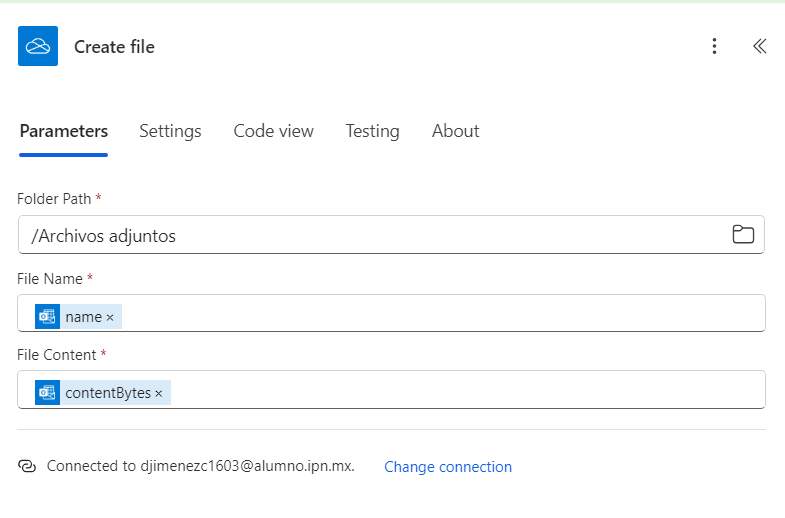 Create file
Parameters Settings Code view Testing About
Folder Path *
/Archivos adjuntos
File Name *
name ×
File Content *
contentBytes ×
Connected to djimenezc1603@alumno.ipn.mx. Change connection